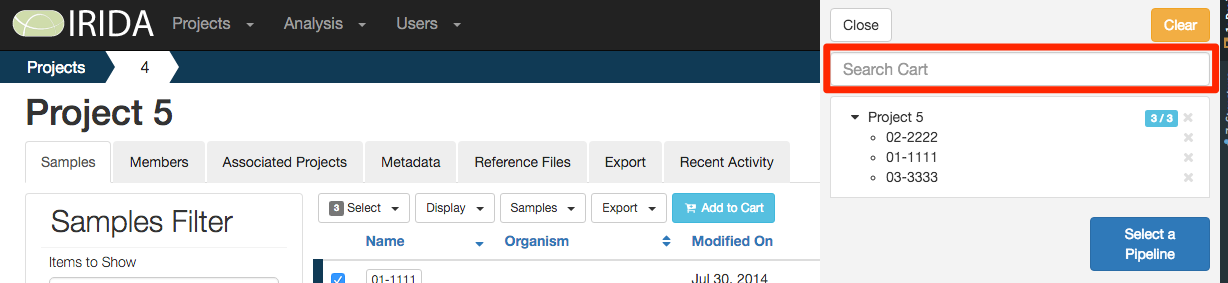 IRIDA Projects Analysis Users
Projects 4
Project 5
Samples Members Associated Projects Metadata Reference Files Export Recent Activity
Samples Filter
Items to Show
3 Select Display Samples Export Add to Cart
Name Organism Modified On
01-1111 Jul 30, 2014
Close Clear
Search Cart
Project 5 3 / 3
02-2222
01-1111
03-3333
Select a
Pipeline